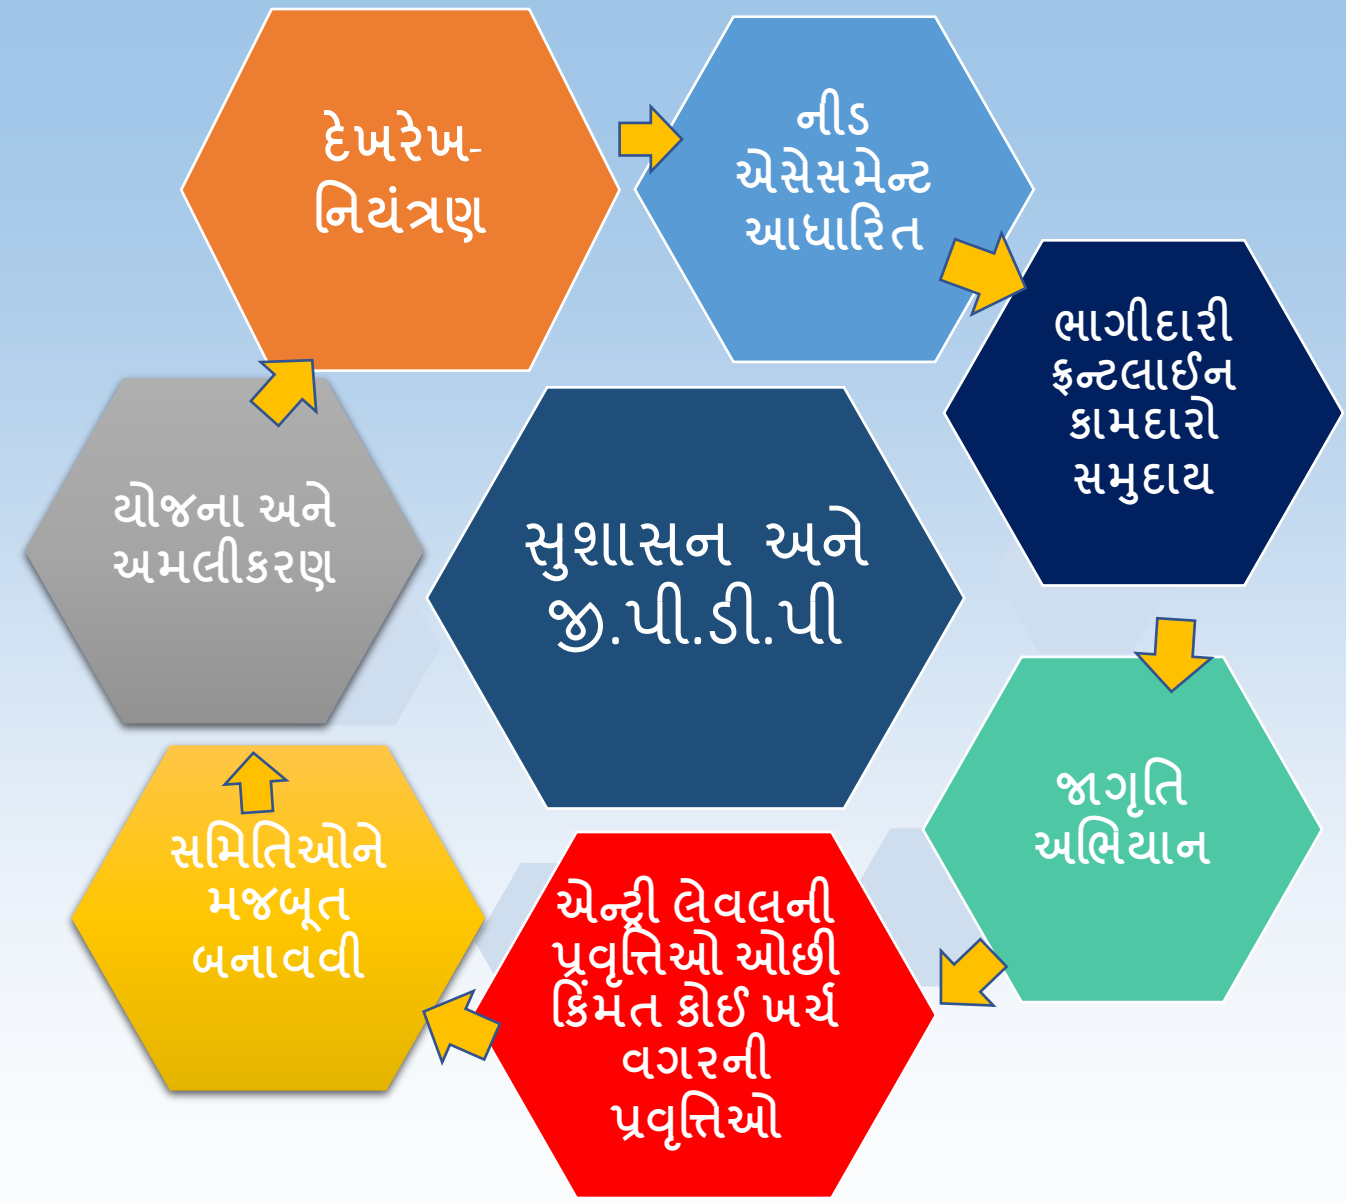 દેખરેખ-
નિયંત્રણ
નીડ
એસેસમેન્ટ
આધારિત
ભાગીદારી
ફ્રન્ટલાઈન
કામદારો
સમુદાય
જાગૃતિ
અભિયાન
એન્ટ્રી લેવલની
પ્રવૃત્તિઓ ઓછી
કિંમત કોઈ ખર્ચ
વગરની
પ્રવૃત્તિઓ
સમિતિઓને
મજબૂત
બનાવવી
યોજના અને
અમલીકરણ
સુશાસન અને
જી.પી.ડી.પી